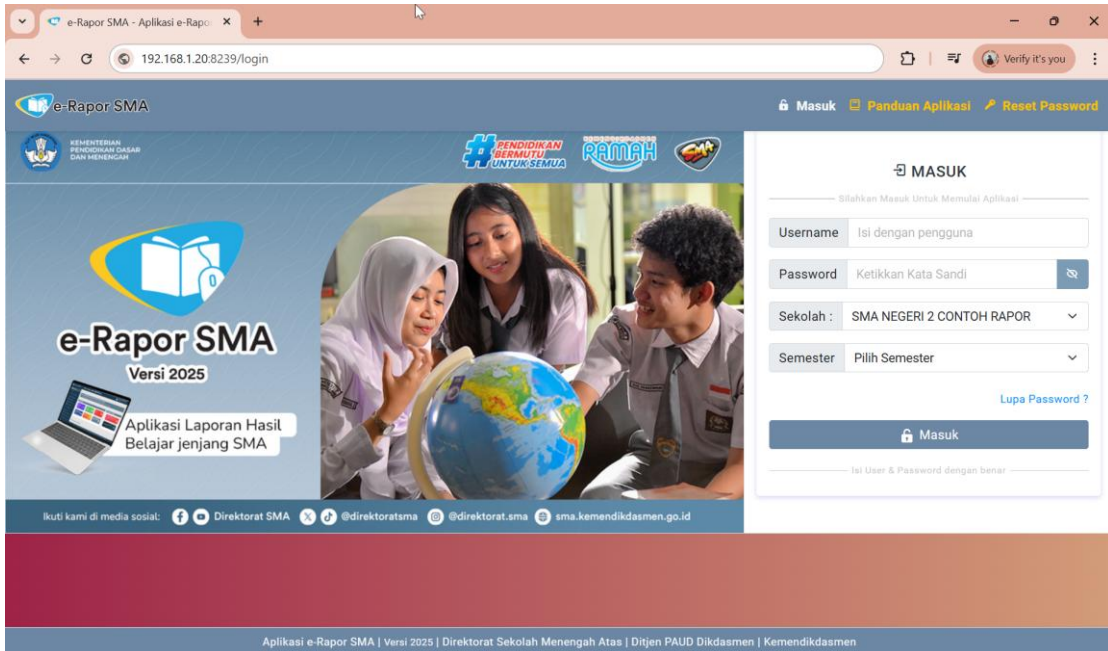 e-Rapor SMA - Aplikasi e-Rapo
192.168.1.20:8239/login
Verify it's you
e-Rapor SMA
Masuk
Panduan Aplikasi
Reset Password
KEMENTERIAN
PENDIDIKAN DASAR
DAN MENENGAH
#PENDIDIKAN
BERMUTU
UNTUK SEMUA
RAMAH
SMA
e-Rapor SMA
Versi 2025
Aplikasi Laporan Hasil
Belajar jenjang SMA
Ikuti kami di media sosial:
Direktorat SMA
@direktoratsma
@direktorat.sma
sma.kemendikdasmen.go.id
MASUK
Silahkan Masuk Untuk Memulai Aplikasi
Username
Isi dengan pengguna
Password
Ketikkan Kata Sandi
Sekolah :
SMA NEGERI 2 CONTOH RAPOR
Semester
Pilih Semester
Lupa Password ?
Masuk
Isi User & Password dengan benar
Aplikasi e-Rapor SMA | Versi 2025 | Direktorat Sekolah Menengah Atas | Ditjen PAUD Dikdasmen | Kemendikdasmen